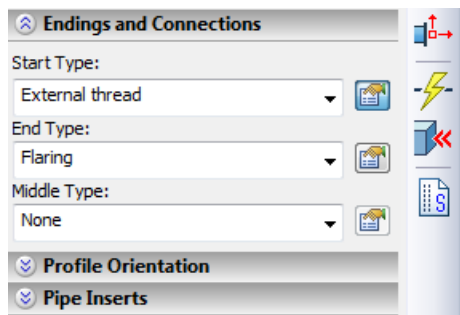 Endings and Connections
Start Type:
External thread
End Type:
Flaring
Middle Type:
None
Profile Orientation
Pipe Inserts
S